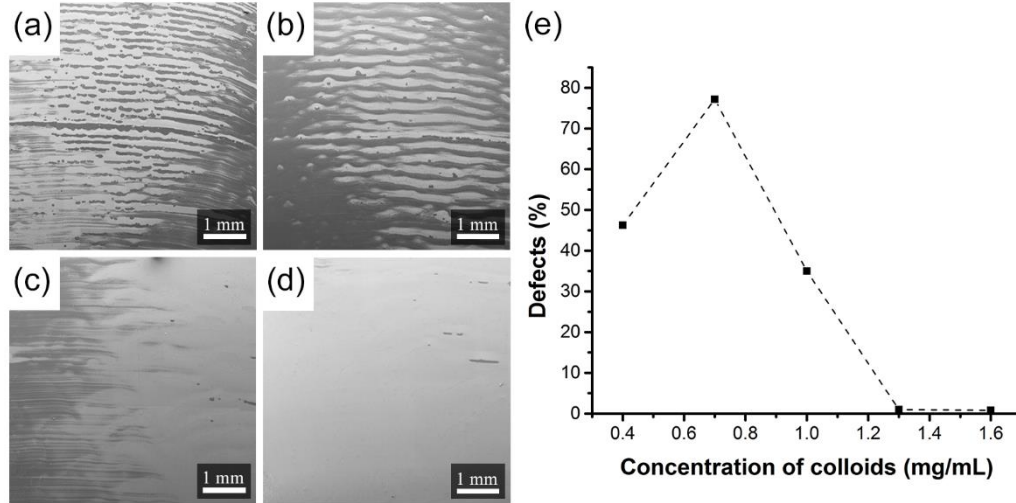 (a)
1 mm
(b)
1 mm
(c)
1 mm
(d)
1 mm
(e)
Defects (%)
80
70
60
50
40
30
20
10
0
0.4 0.6 0.8 1.0 1.2 1.4 1.6
Concentration of colloids (mg/mL)